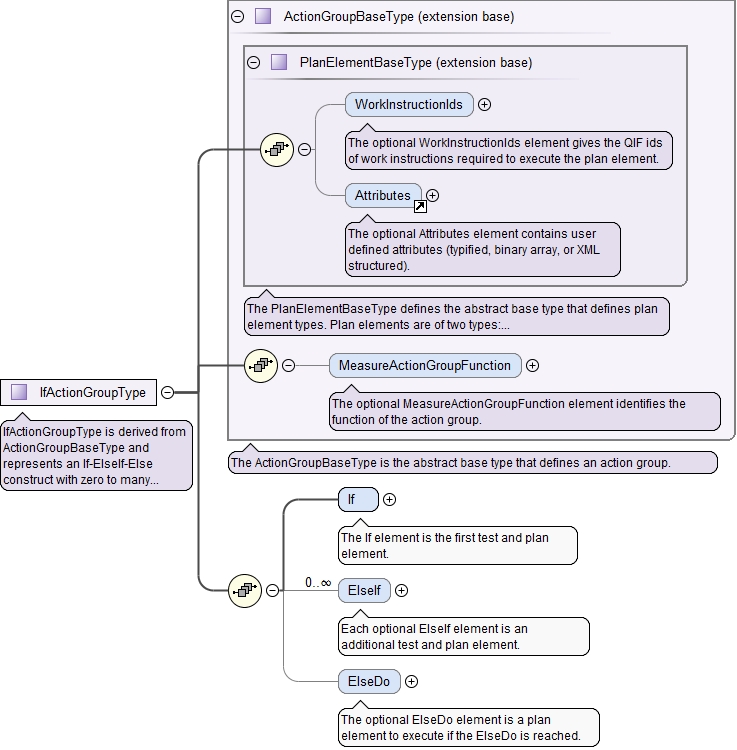 ActionGroupBaseType (extension base)
PlanElementBaseType (extension base)
WorkInstructionIds
The optional WorkInstructionIds element gives the QIF ids
of work instructions required to execute the plan element.
Attributes
The optional Attributes element contains user
defined attributes (typified, binary array, or XML
structured).
The PlanElementBaseType defines the abstract base type that defines plan
element types. Plan elements are of two types:...
MeasureActionGroupFunction
The optional MeasureActionGroupFunction element identifies the
function of the action group.
The ActionGroupBaseType is the abstract base type that defines an action group.
IfActionGroupType
IfActionGroupType is derived from
ActionGroupBaseType and
represents an If-ElseIf-Else
construct with zero to many...
If
The If element is the first test and plan
element.
0..∞
ElseIf
Each optional ElseIf element is an
additional test and plan element.
ElseDo
The optional ElseDo element is a plan
element to execute if the ElseDo is reached.